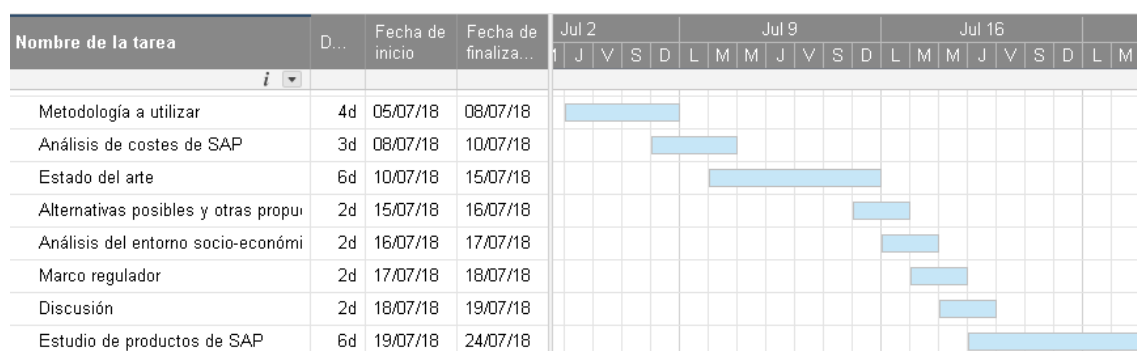 Nombre de la tarea D... Fecha de inicio Fecha de finaliza... Jul 2 Jul 9 Jul 16
J V S D L M M J V S D L M M J V S D L M
i
Metodología a utilizar 4d 05/07/18 08/07/18
Análisis de costes de SAP 3d 08/07/18 10/07/18
Estado del arte 6d 10/07/18 15/07/18
Alternativas posibles y otras 2d 15/07/18 16/07/18
Análisis del entorno socio-económi 2d 16/07/18 17/07/18
Marco regulador 2d 17/07/18 18/07/18
Discusión 2d 18/07/18 19/07/18
Estudio de productos de SAP 6d 19/07/18 24/07/18